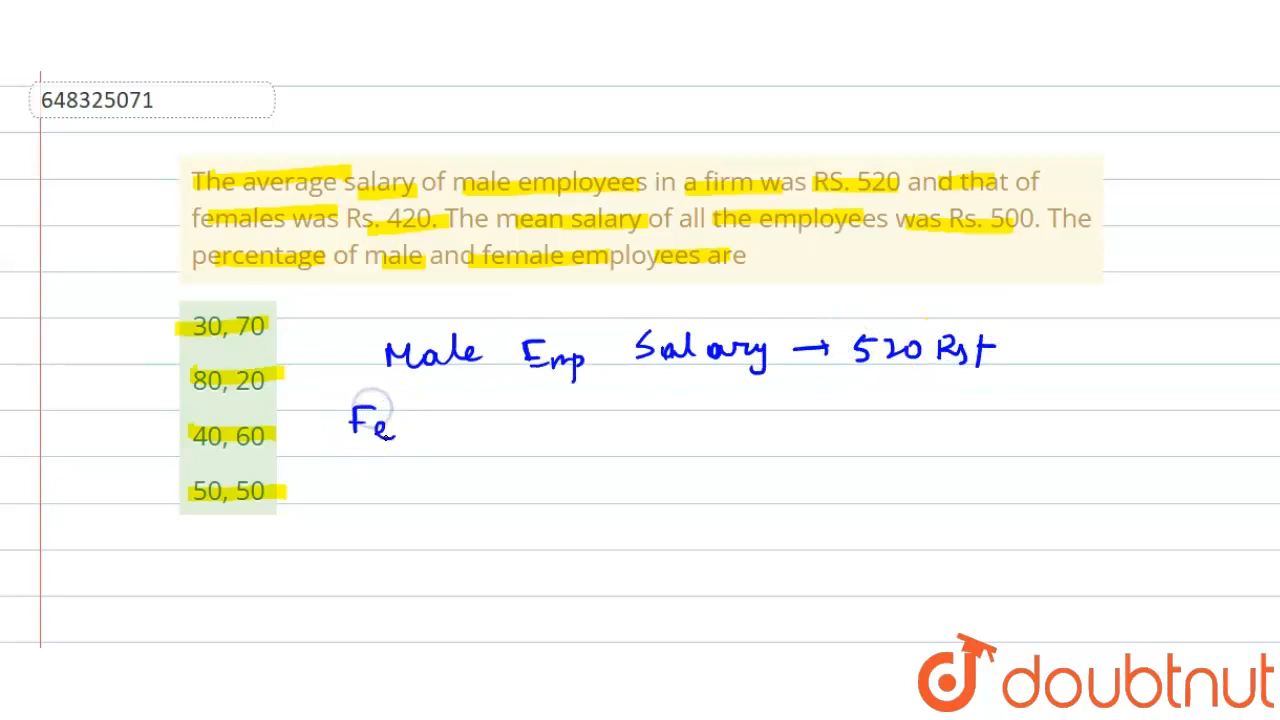 648325071
The average salary of male employees in a firm was RS. 520 and that of
females was Rs. 420. The mean salary of all the employees was Rs. 500. The
percentage of male and female employees are
30, 70
Male Emp Salary → 520 Rs
80, 20
Fe
40, 60
50, 50
doubtnut